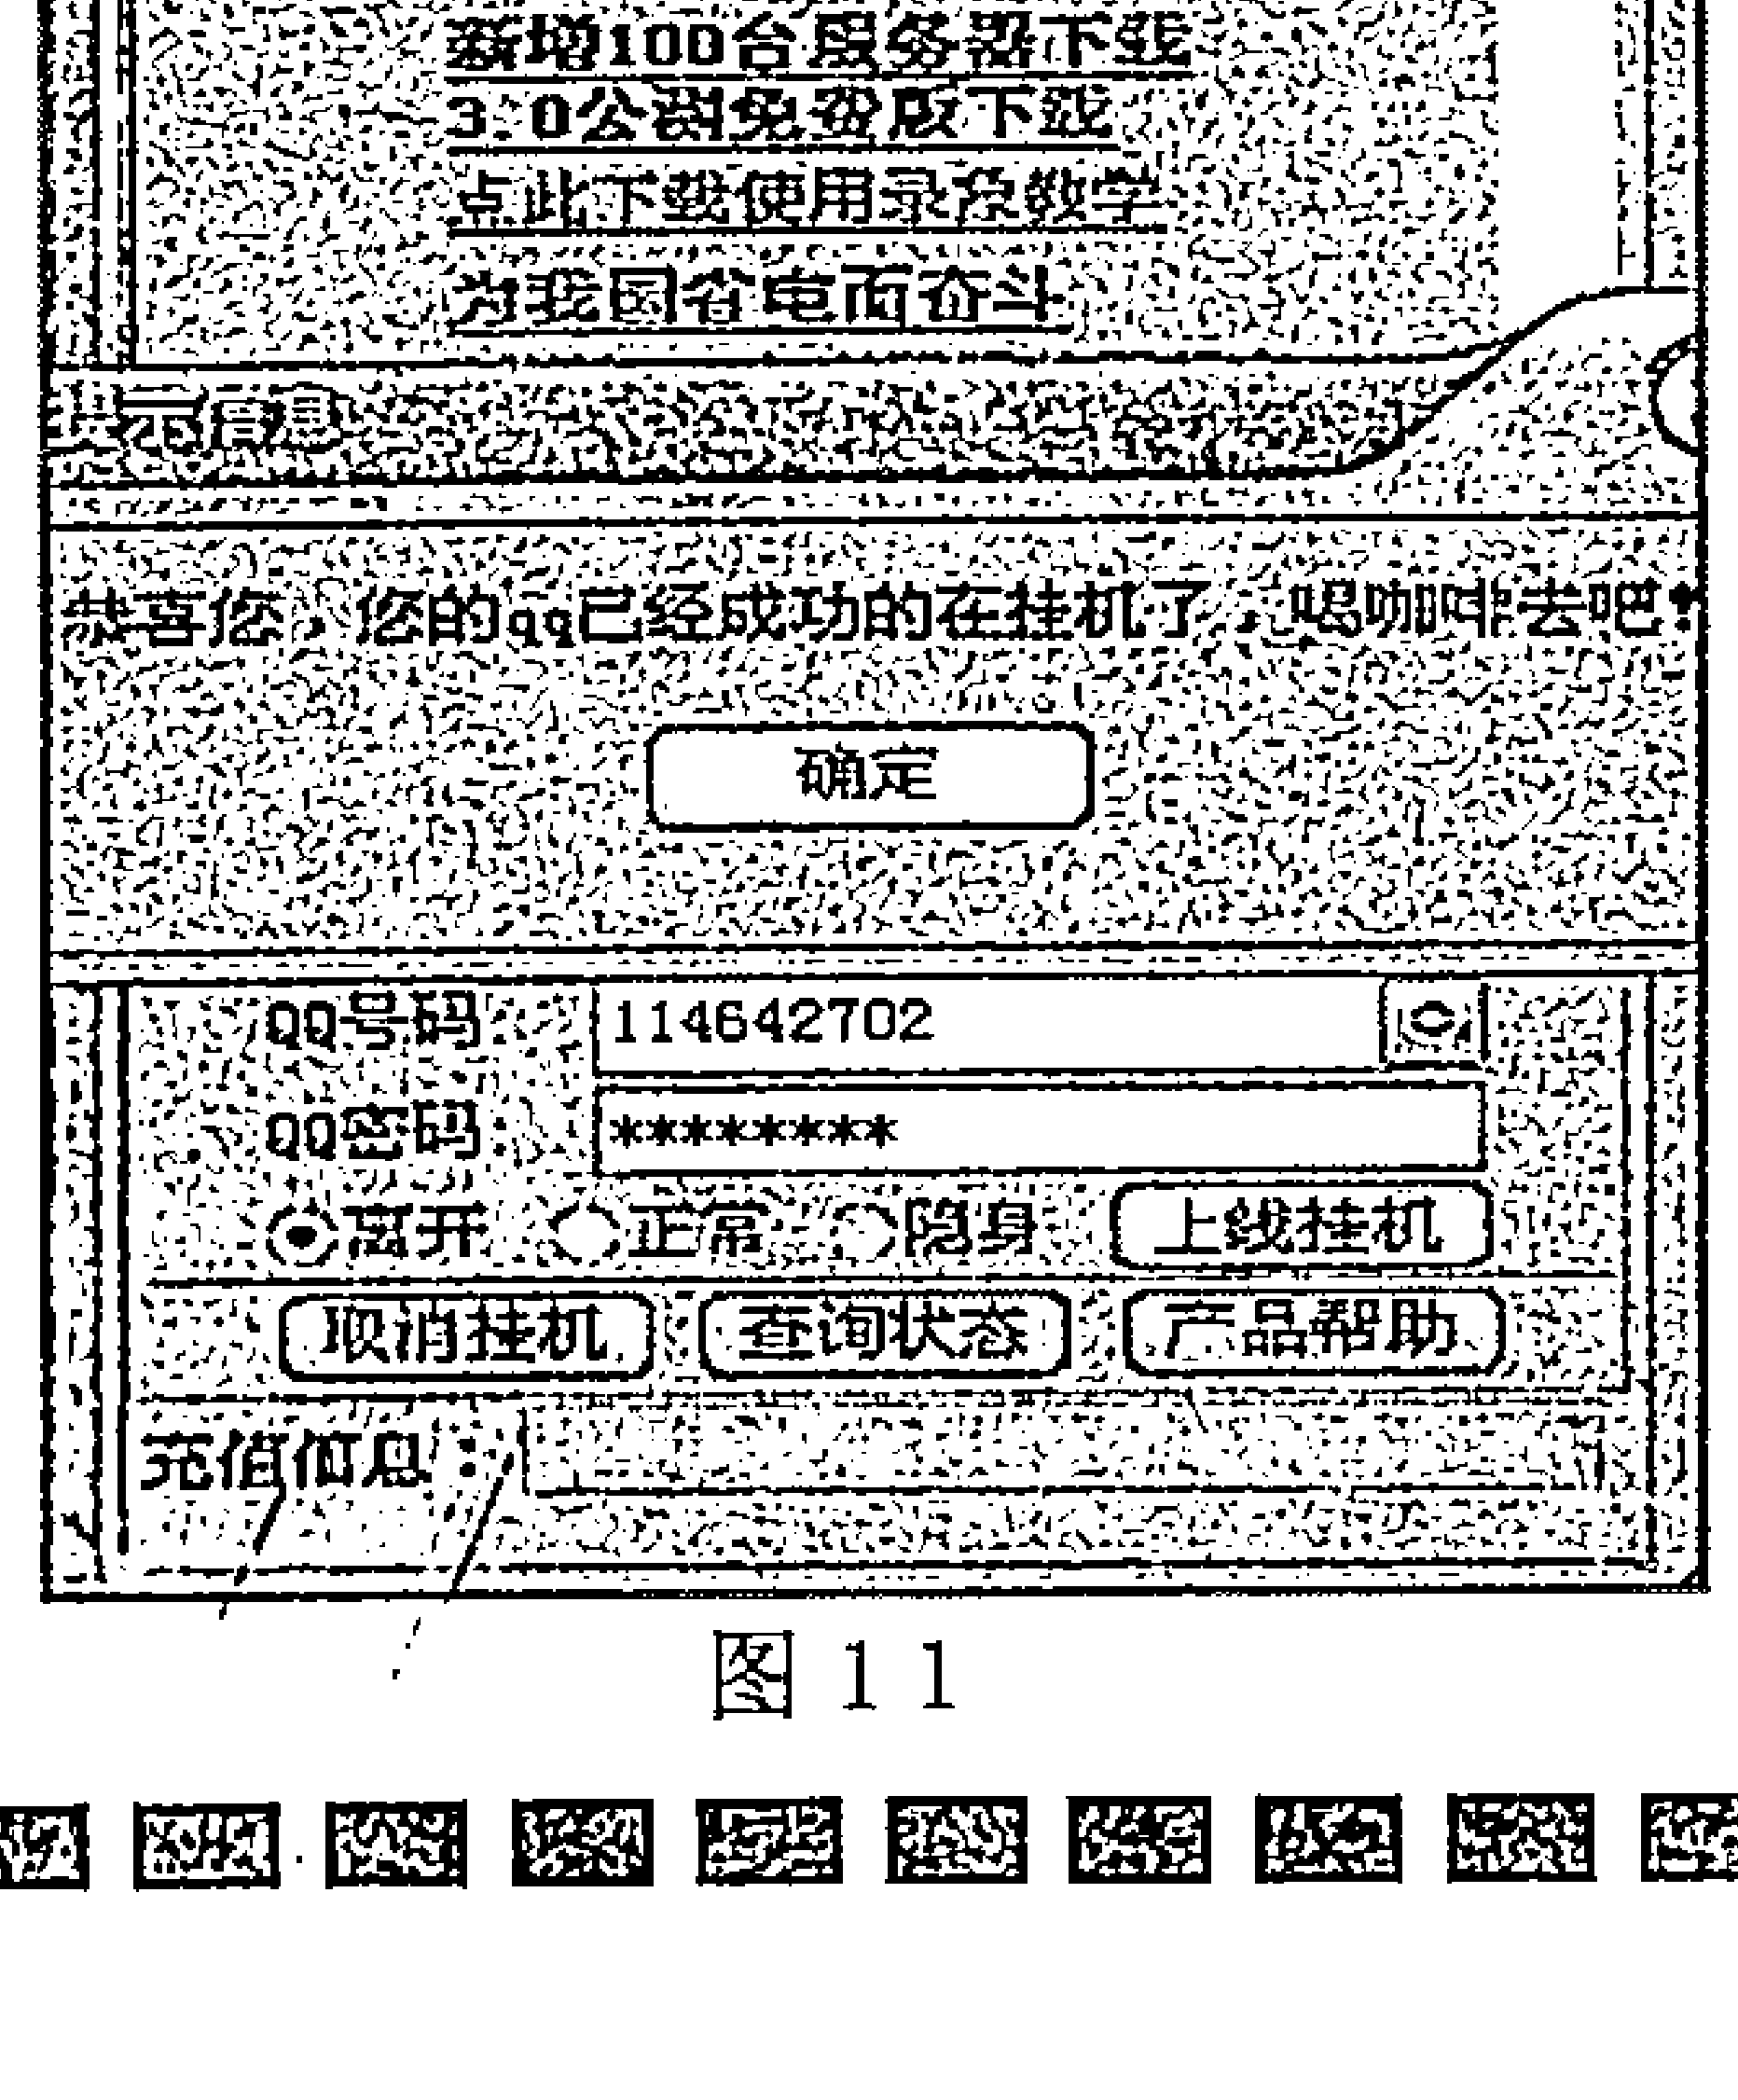 新增100台服务器下载
3.0公测免费版下载
点此下载使用录像教学
为我国省电而奋斗
提示信息
恭喜您，您的qq已经成功的在挂机了，喝咖啡去吧！
确定
QQ号码： 114642702
QQ密码： ********
离开 正常 隐身 上线挂机
取消挂机 查询状态 产品帮助
充值信息：
图11